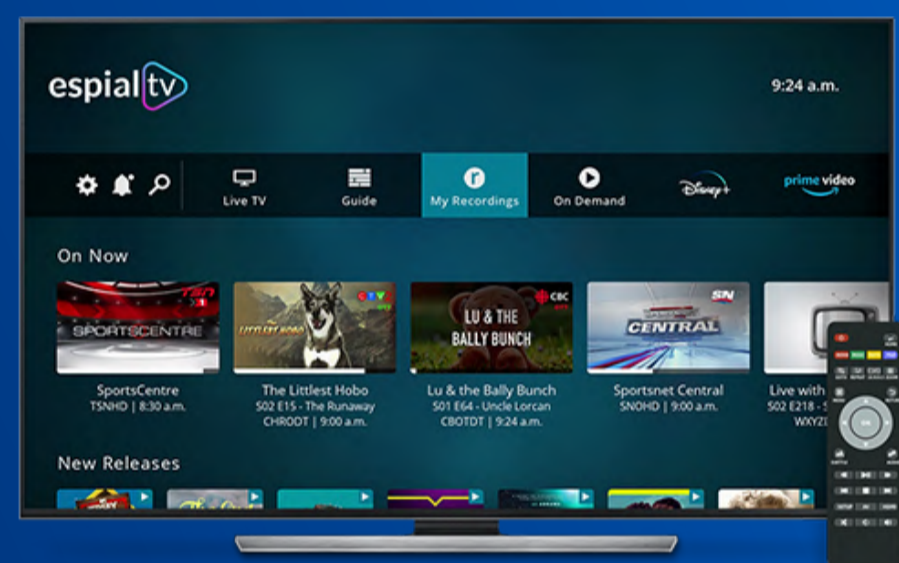 espial tv
9:24 a.m.
Live TV
Guide
My Recordings
On Demand
Disney+
prime video
On Now
TSN
1
SPORTSCENTRE
CTV
LITTLEST HOBO
CBC
LU & THE
BALLY BUNCH
SN
CENTRAL
SportsCentre
TSNHD | 8:30 a.m.
The Littlest Hobo
S02 E15 - The Runaway
CHRODT | 9:00 a.m.
Lu & the Bally Bunch
S01 E64 - Uncle Lorcan
CBOTDT | 9:24 a.m.
Sportsnet Central
SNOHD | 9:00 a.m.
Live with
S02 E218 - S
New Releases